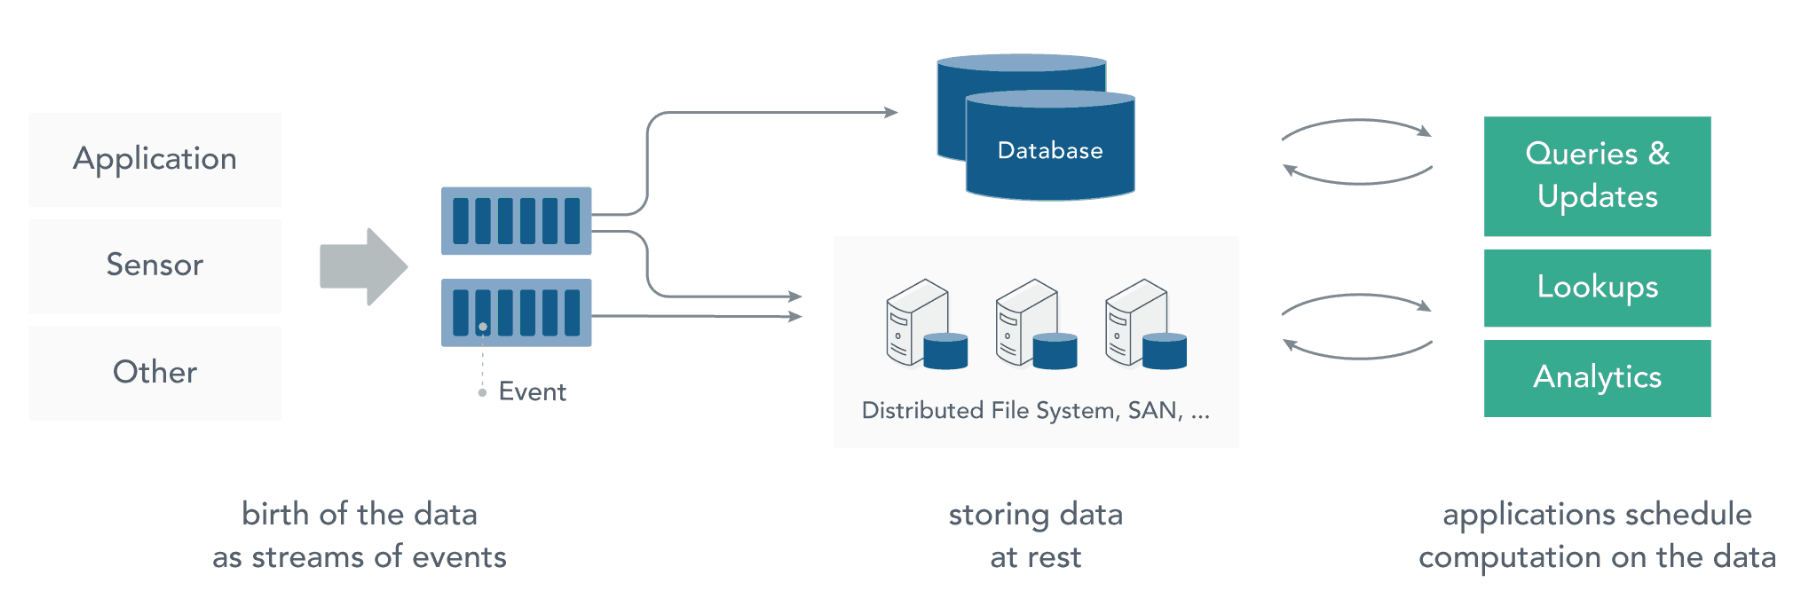 Application
Sensor
Other
Event
Database
Distributed File System, SAN, ...
Queries &
Updates
Lookups
Analytics
birth of the data
as streams of events
storing data
at rest
applications schedule
computation on the data